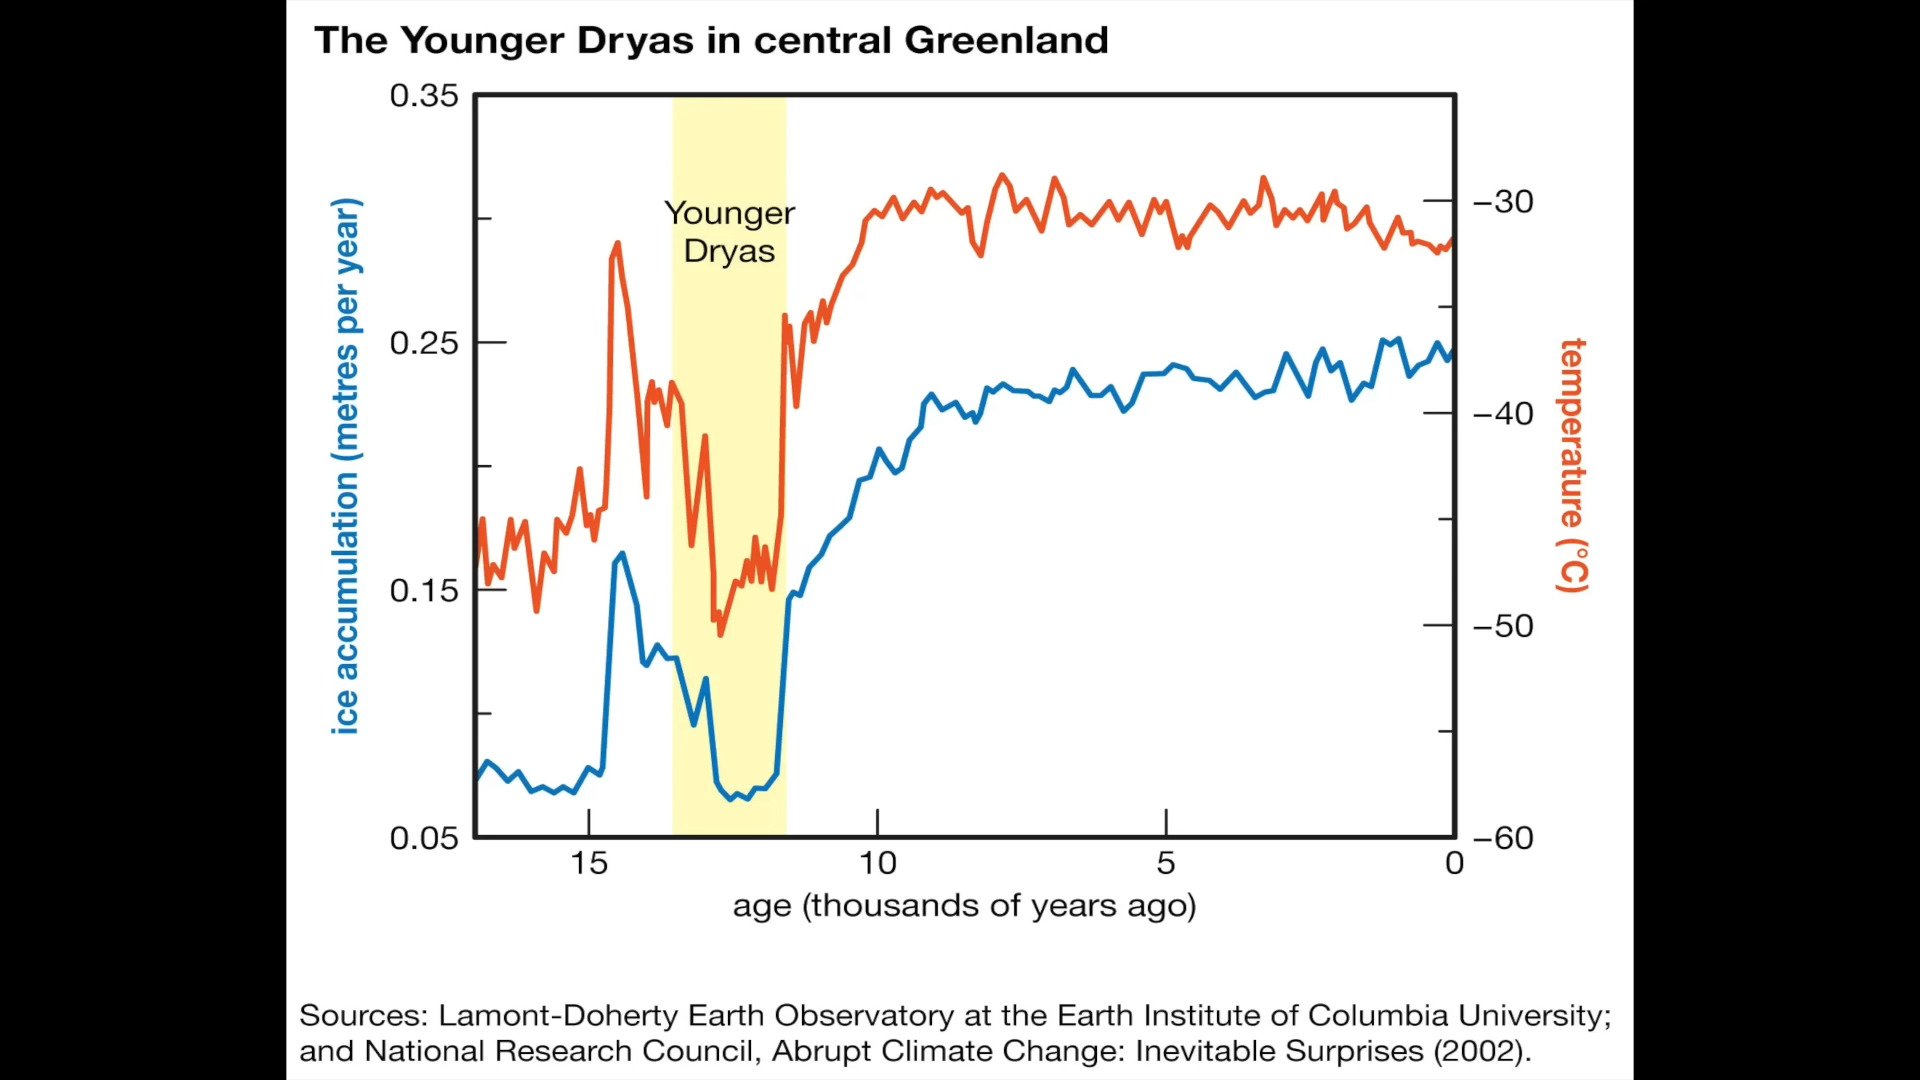 The Younger Dryas in central Greenland
0.35
0.25
0.15
0.05
ice accumulation (metres per year)
Younger
Dryas
−30
−40
−50
−60
temperature (°C)
15
10
5
0
age (thousands of years ago)
Sources: Lamont-Doherty Earth Observatory at the Earth Institute of Columbia University;
and National Research Council, Abrupt Climate Change: Inevitable Surprises (2002).